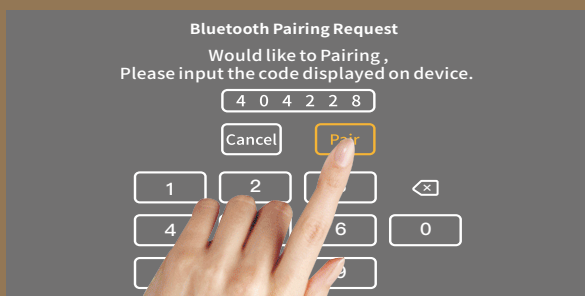 Bluetooth Pairing Request
Would like to Pairing ,
Please input the code displayed on device.
4 0 4 2 2 8
Cancel Pair
1 2
4 6 0
9